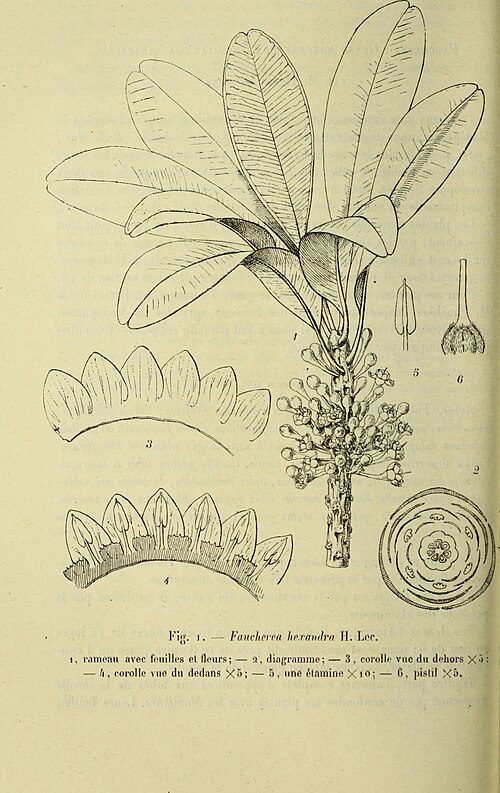 1
5
6
3
2
4
Fig. 1. — Faucherea hexandra H. Lec.
1, rameau avec feuilles et fleurs; — 2, diagramme; — 3, corolle vue du dehors ×5;
— 4, corolle vue du dedans ×5; — 5, une étamine ×10; — 6, pistil ×5.